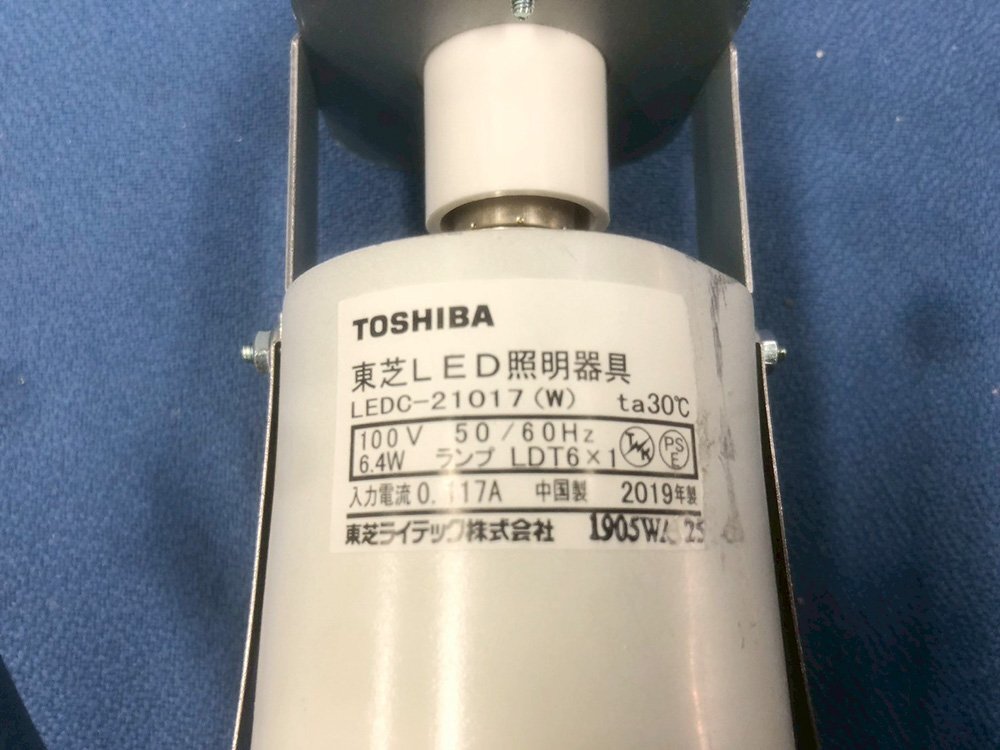 TOSHIBA
東芝LED照明器具
LEDC-21017(W) ta30℃
100V 50/60Hz
6.4W ランプ LDT6×1
PS
E
入力電流 0.117A 中国製 2019年製
東芝ライテック株式会社